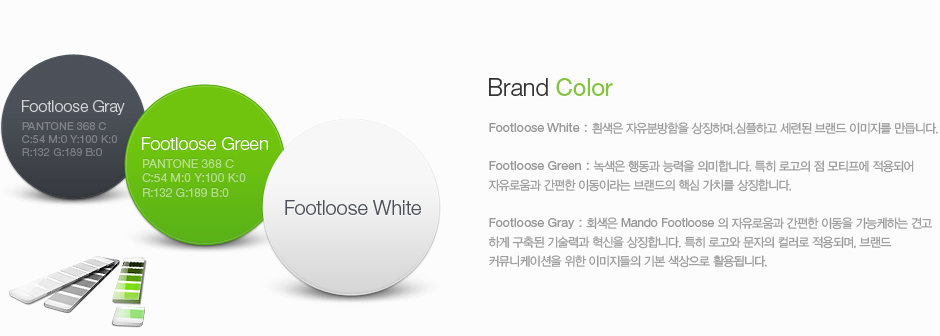 Footloose Gray
PANTONE 368 C
C:54 M:0 Y:100 K:0
R:132 G:189 B:0
Footloose Green
PANTONE 368 C
C:54 M:0 Y:100 K:0
R:132 G:189 B:0
Footloose White
Brand Color
Footloose White : 흰색은 자유분방함을 상징하며,심플하고 세련된 브랜드 이미지를 만듭니다.
Footloose Green : 녹색은 행동과 능력을 의미합니다. 특히 로고의 점 모티프에 적용되어
자유로움과 간편한 이동이라는 브랜드의 핵심 가치를 상징합니다.
Footloose Gray : 회색은 Mando Footloose 의 자유로움과 간편한 이동을 가능케하는 견고
하게 구축된 기술력과 혁신을 상징합니다. 특히 로고와 문자의 컬러로 적용되며, 브랜드
커뮤니케이션을 위한 이미지들의 기본 색상으로 활용됩니다.